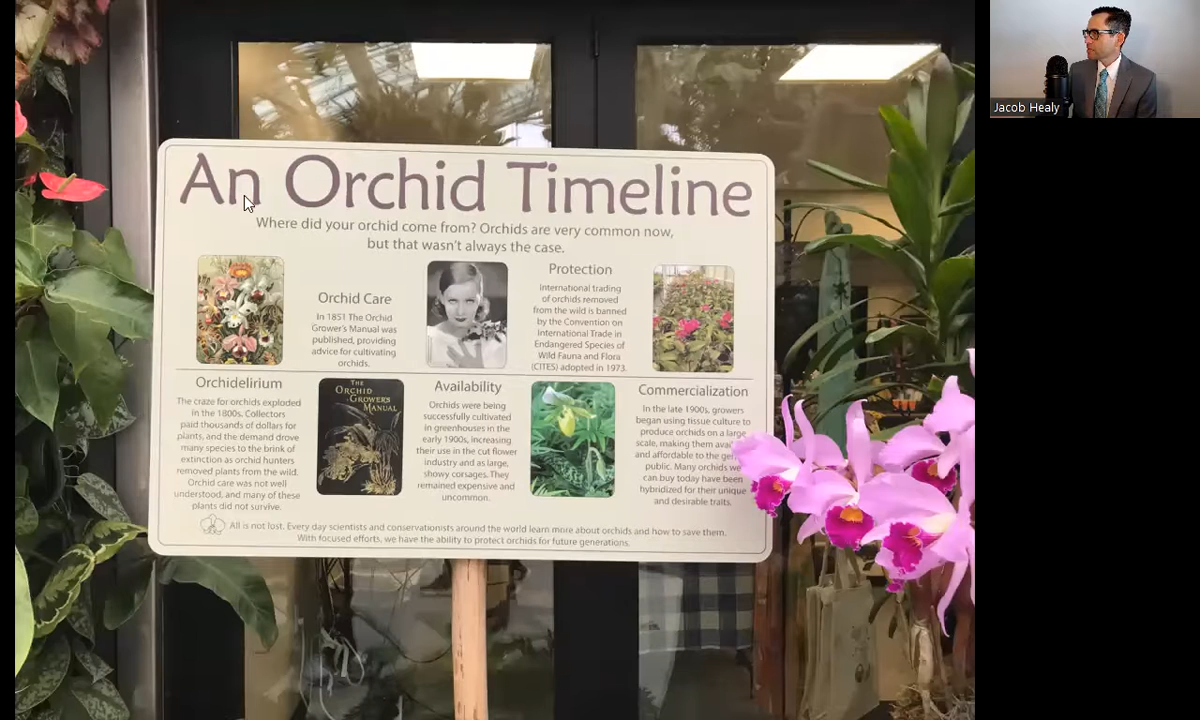 An Orchid Timeline
Where did your orchid come from? Orchids are very common now,
but that wasn't always the case.
Orchid Care
In 1851 The Orchid
Grower's Manual was
published, providing
advice for cultivating
orchids.
Protection
International trading
of orchids removed
from the wild is banned
by the Convention on
International Trade in
Endangered Species of
Wild Fauna and Flora
(CITES) adopted in 1973.
Orchidelirium
The craze for orchids exploded
in the 1800s. Collectors
paid thousands of dollars for
plants, and the demand drove
many species to the brink of
extinction as orchid hunters
removed plants from the wild.
Orchid care was not well
understood, and many of these
plants did not survive.
THE
ORCHID
GROWER'S
MANUAL
Availability
Orchids were being
successfully cultivated
in greenhouses in the
early 1900s, increasing
their use in the cut flower
industry and as large,
showy corsages. They
remained expensive and
uncommon.
Commercialization
In the late 1900s, growers
began using tissue culture to
produce orchids on a large
scale, making them
and affordable to the
public. Many orchids
can buy today have been
hybridized for their unique
and desirable traits.
All is not lost. Every day scientists and conservationists around the world learn more about orchids and how to save them.
With focused efforts, we have the ability to protect orchids for future generations.
Jacob Healy